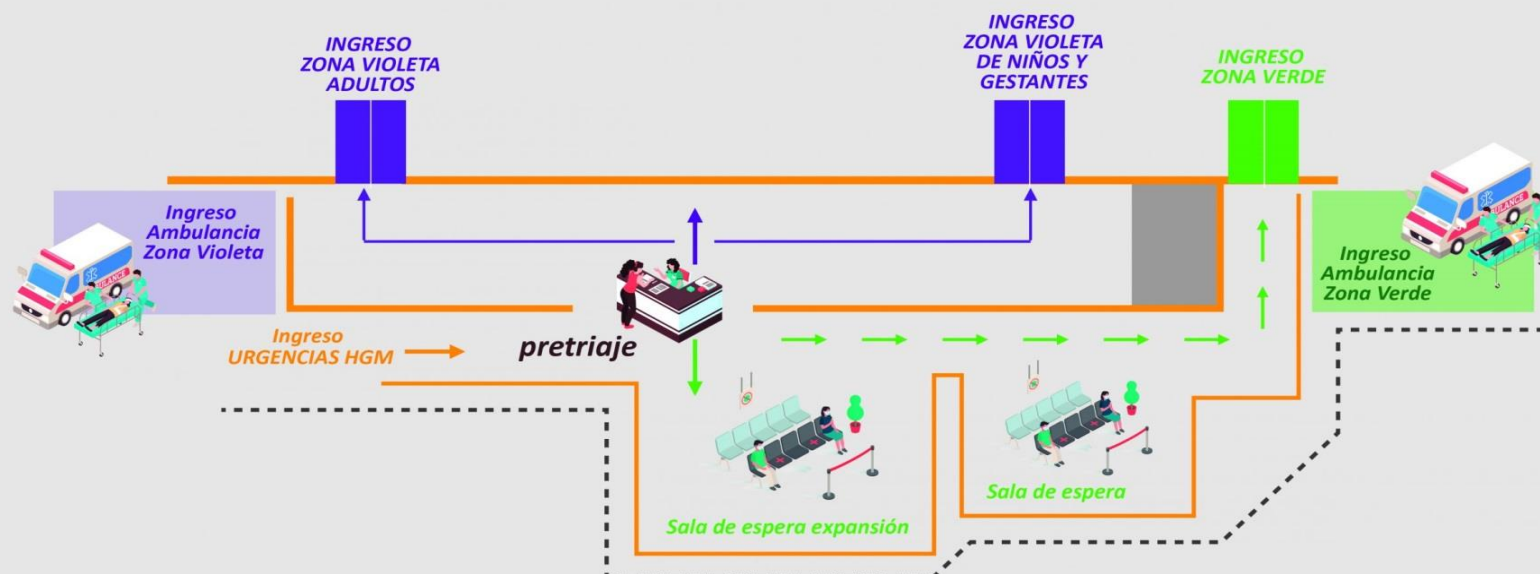 INGRESO
ZONA VIOLETA
ADULTOS
INGRESO
ZONA VIOLETA
DE NIÑOS Y
GESTANTES
INGRESO
ZONA VERDE
Ingreso
Ambulancia
Zona Violeta
AMBULANCE
Ingreso
Ambulancia
Zona Verde
Ingreso
URGENCIAS HGM
pretriaje
Sala de espera expansión
Sala de espera